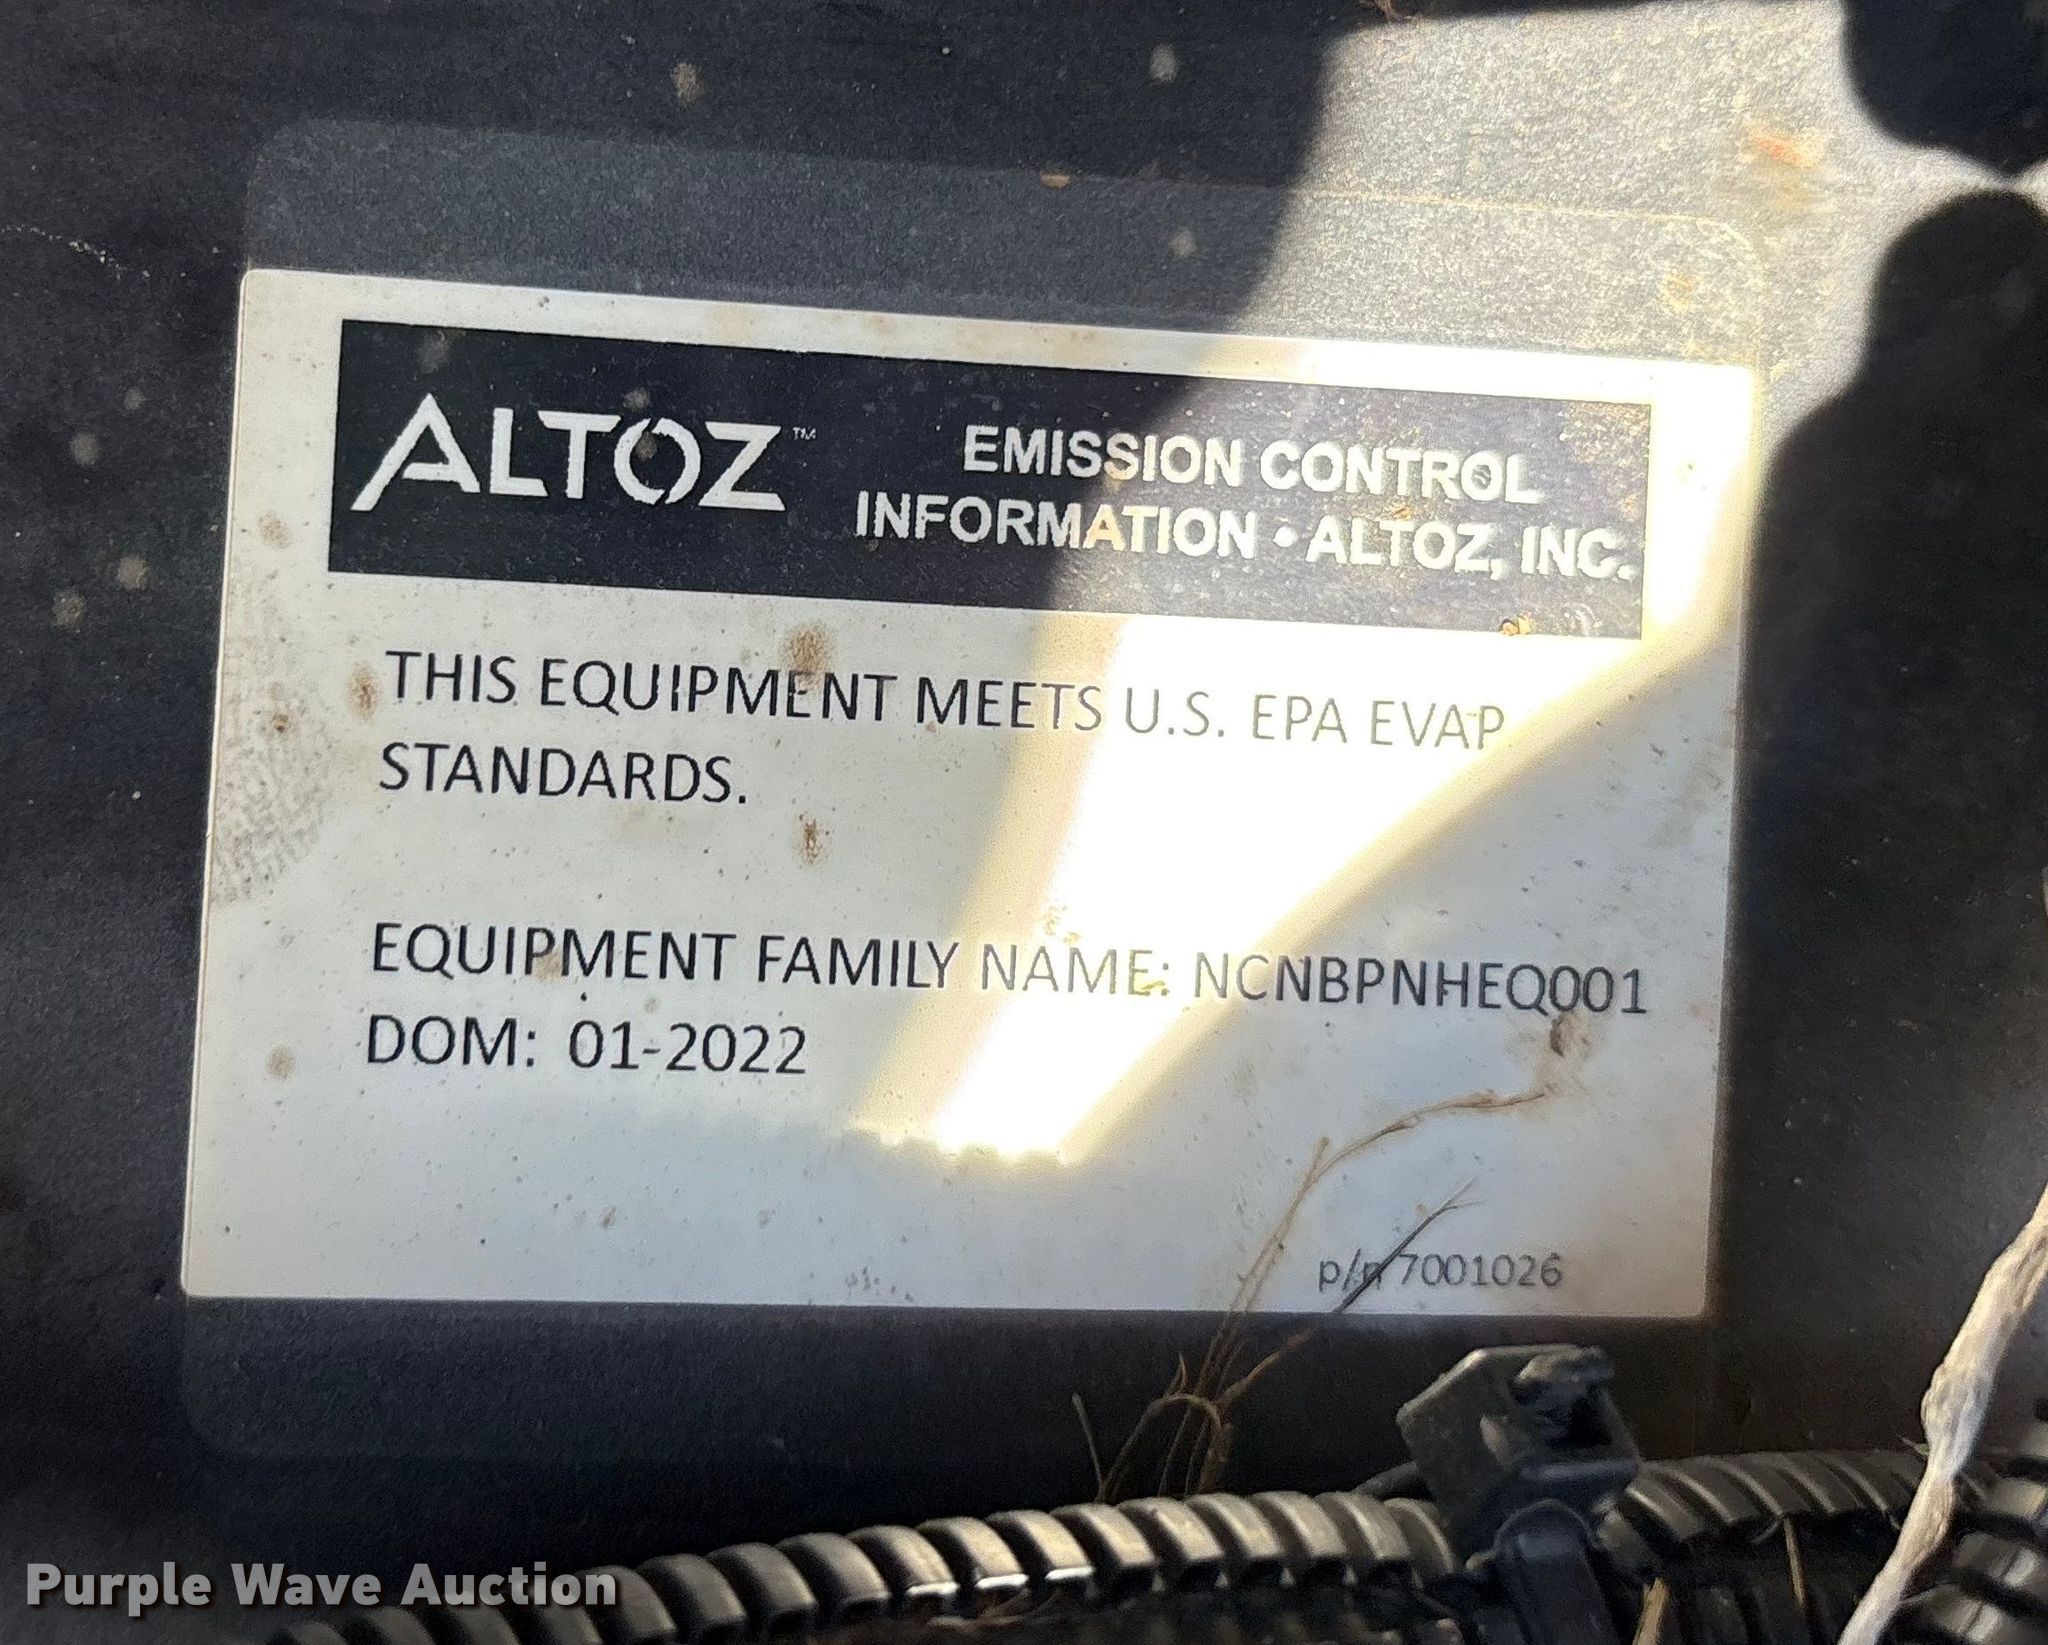 ALTOZ™
EMISSION CONTROL
INFORMATION • ALTOZ, INC.
THIS EQUIPMENT MEETS U.S. EPA EVAP
STANDARDS.
EQUIPMENT FAMILY NAME: NCNBPNHEQ001
DOM: 01-2022
p/n 7001026
Purple Wave Auction